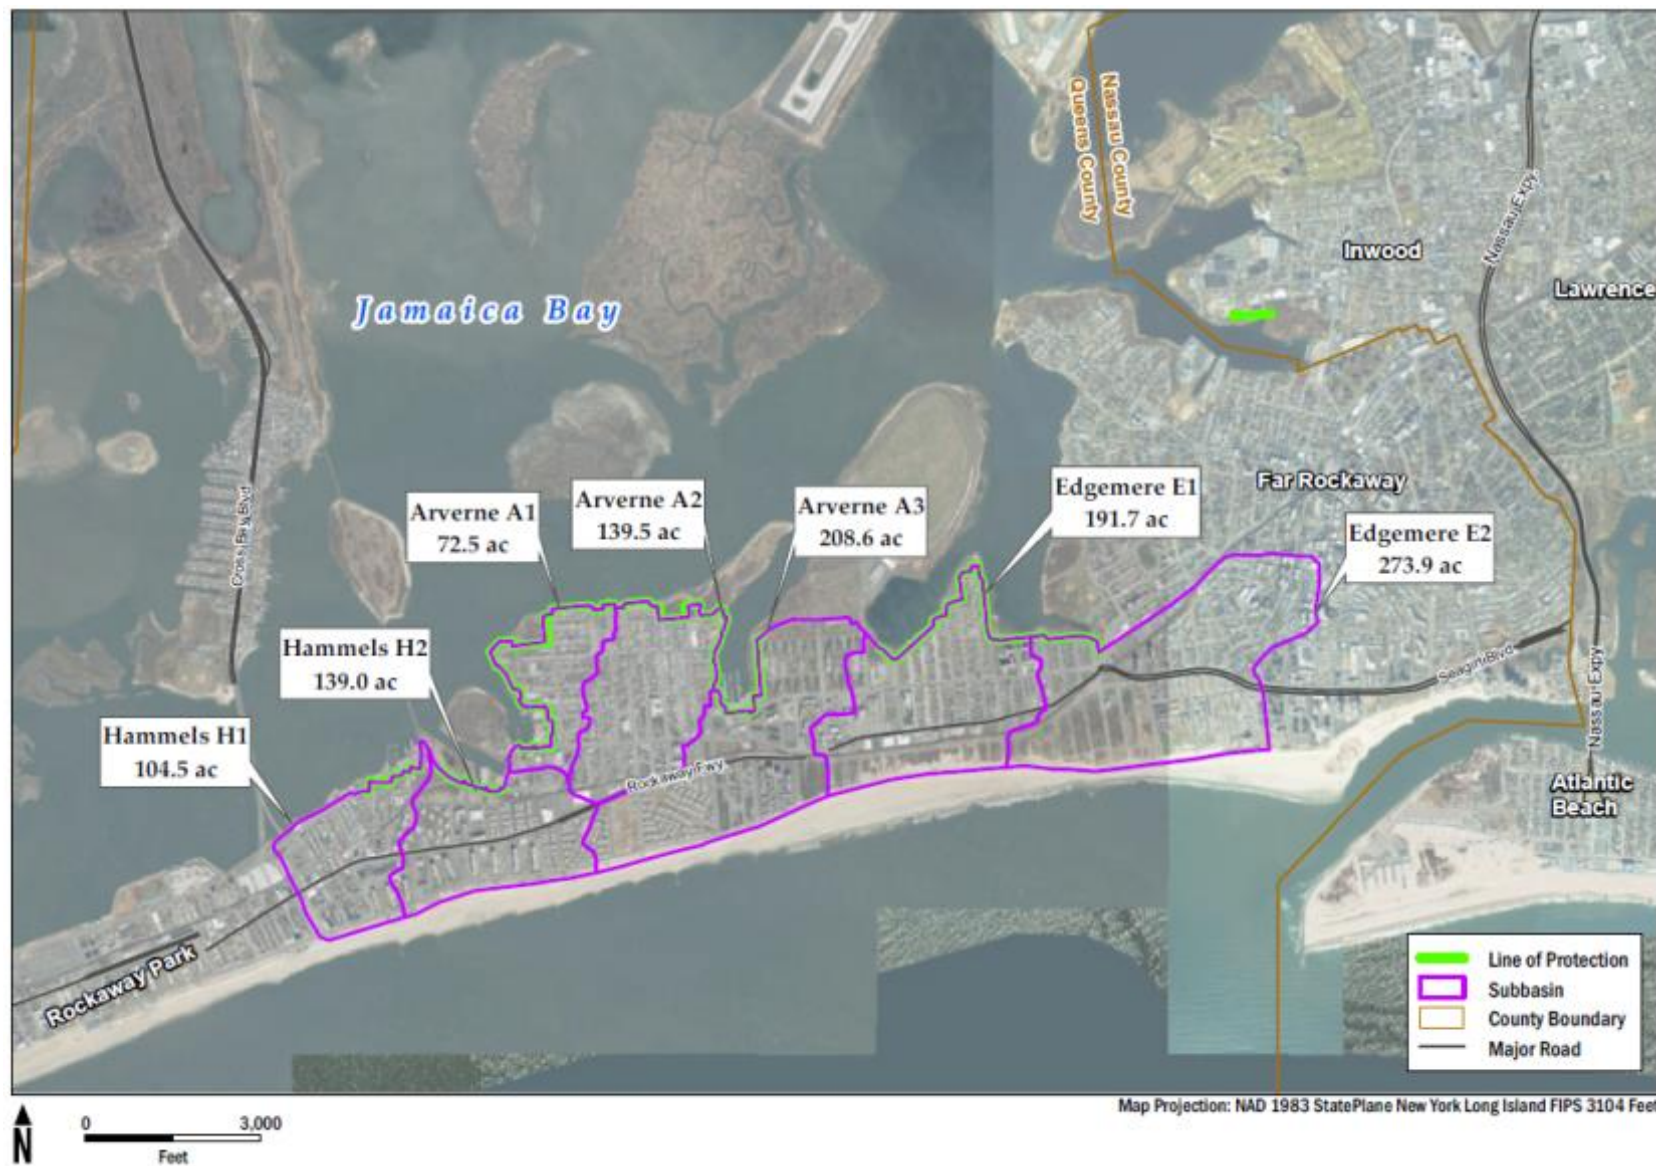 Nassau County
Queens County
Inwood
Nassau Expy.
Lawrence
Jamaica Bay
Cross Bay Blvd
Far Rockaway
Arverne A1
72.5 ac
Arverne A2
139.5 ac
Arverne A3
208.6 ac
Edgemere E1
191.7 ac
Edgemere E2
273.9 ac
Hammels H2
139.0 ac
Hammels H1
104.5 ac
Seagirt Blvd
Nassau Expy
Rockaway Fwy.
Atlantic
Beach
Rockaway Park
Line of Protection
Subbasin
County Boundary
Major Road
Map Projection: NAD 1983 StatePlane New York Long Island FIPS 3104 Feet
N
0 3,000
Feet